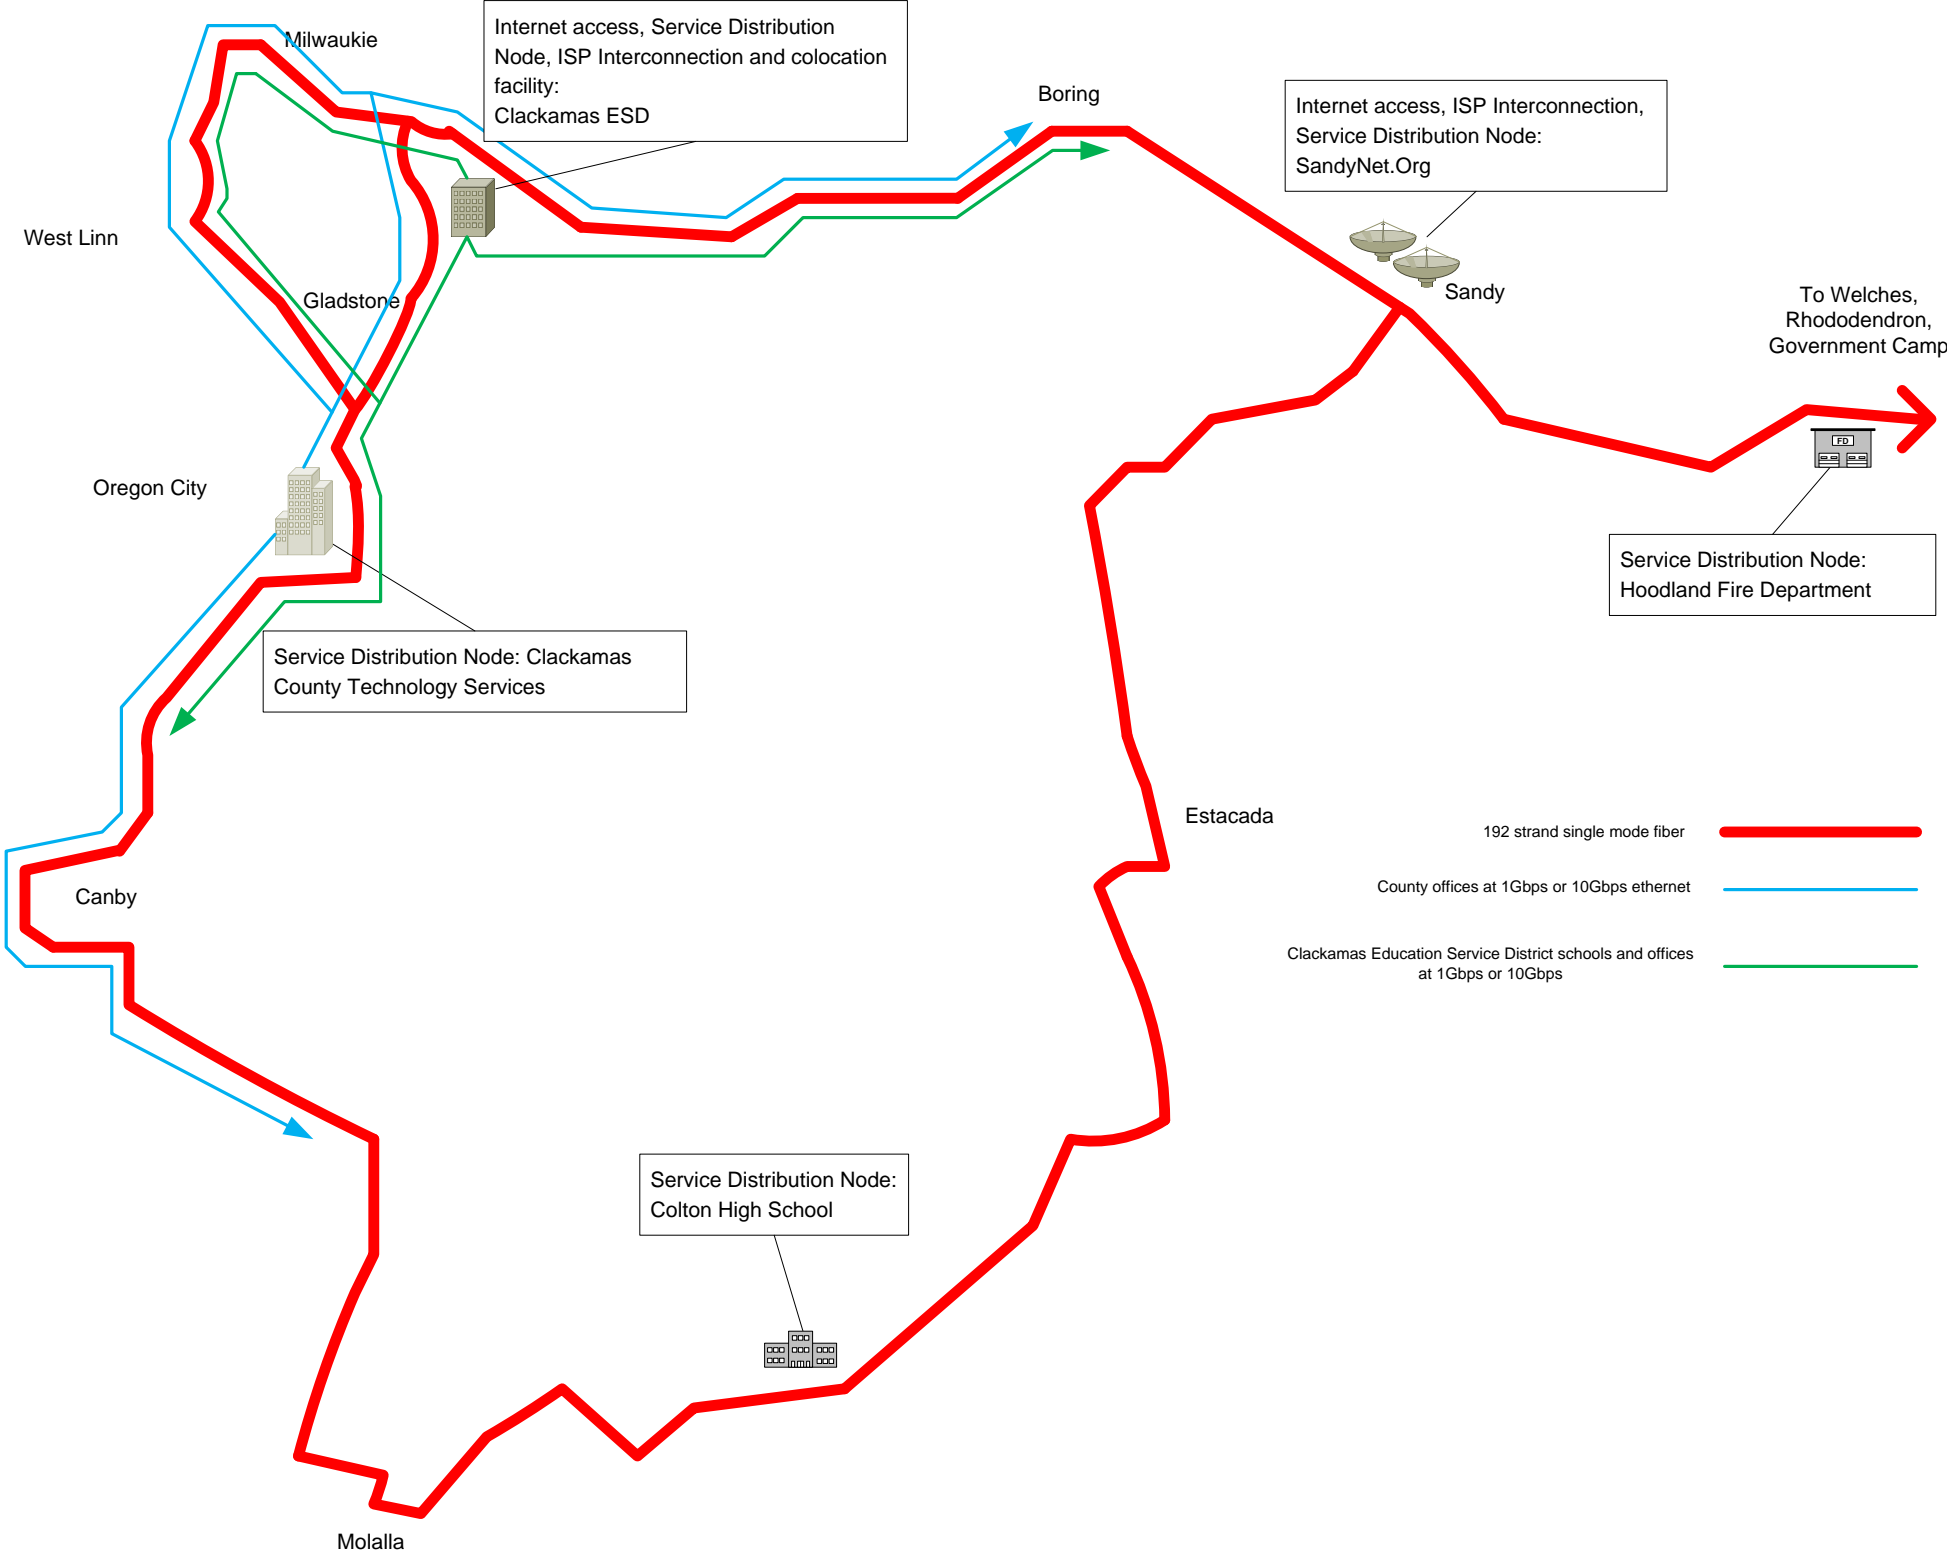 Milwaukie
Internet access, Service Distribution
Node, ISP Interconnection and colocation
facility:
Clackamas ESD
Boring
Internet access, ISP Interconnection,
Service Distribution Node:
SandyNet.Org
West Linn
Gladstone
Sandy
To Welches,
Rhododendron,
Government Camp
FD
Oregon City
Service Distribution Node:
Hoodland Fire Department
Service Distribution Node: Clackamas
County Technology Services
Estacada
192 strand single mode fiber
County offices at 1Gbps or 10Gbps ethernet
Canby
Clackamas Education Service District schools and offices
at 1Gbps or 10Gbps
Service Distribution Node:
Colton High School
Molalla